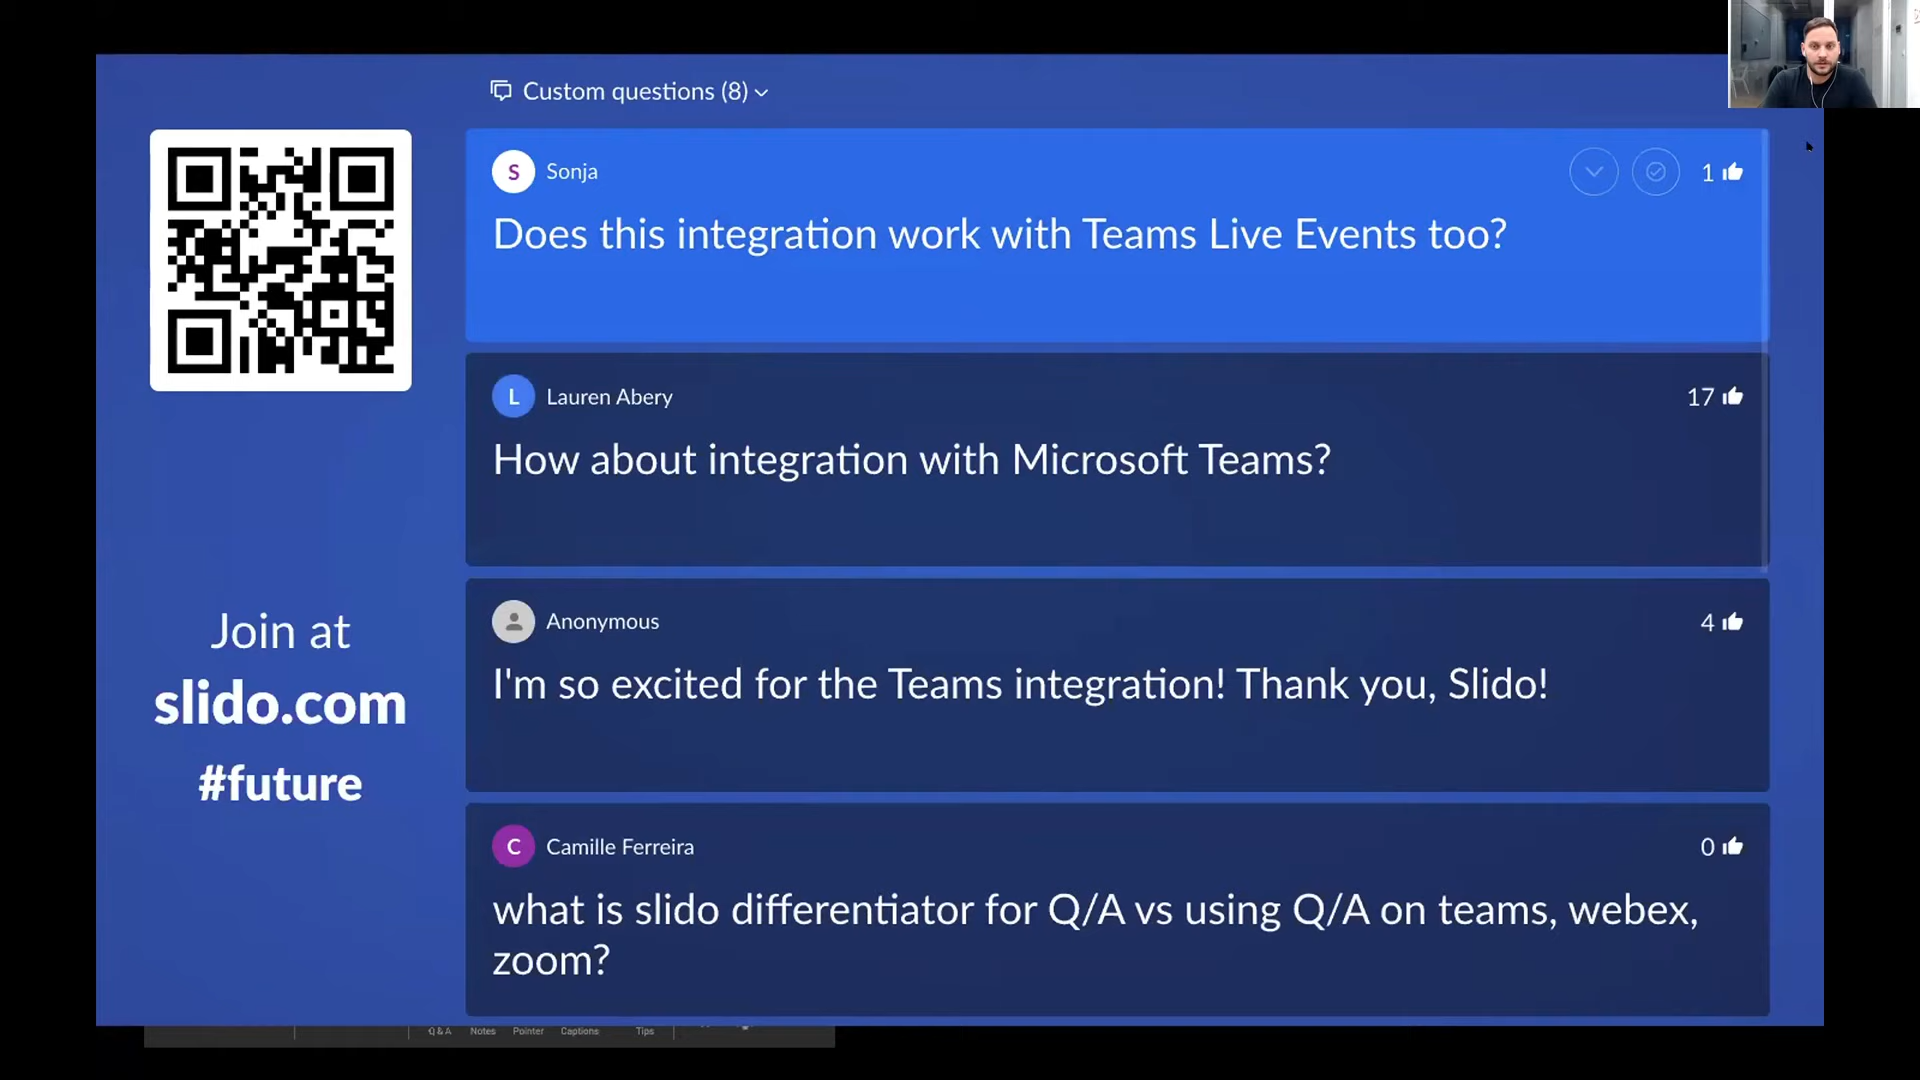 Custom questions (8)
S Sonja
1
Does this integration work with Teams Live Events too?
L Lauren Abery
17
How about integration with Microsoft Teams?
Anonymous
4
I'm so excited for the Teams integration! Thank you, Slido!
C Camille Ferreira
0
what is slido differentiator for Q/A vs using Q/A on teams, webex,
zoom?
Join at
slido.com
#future
Q&A Notes Pointer Captions Tips